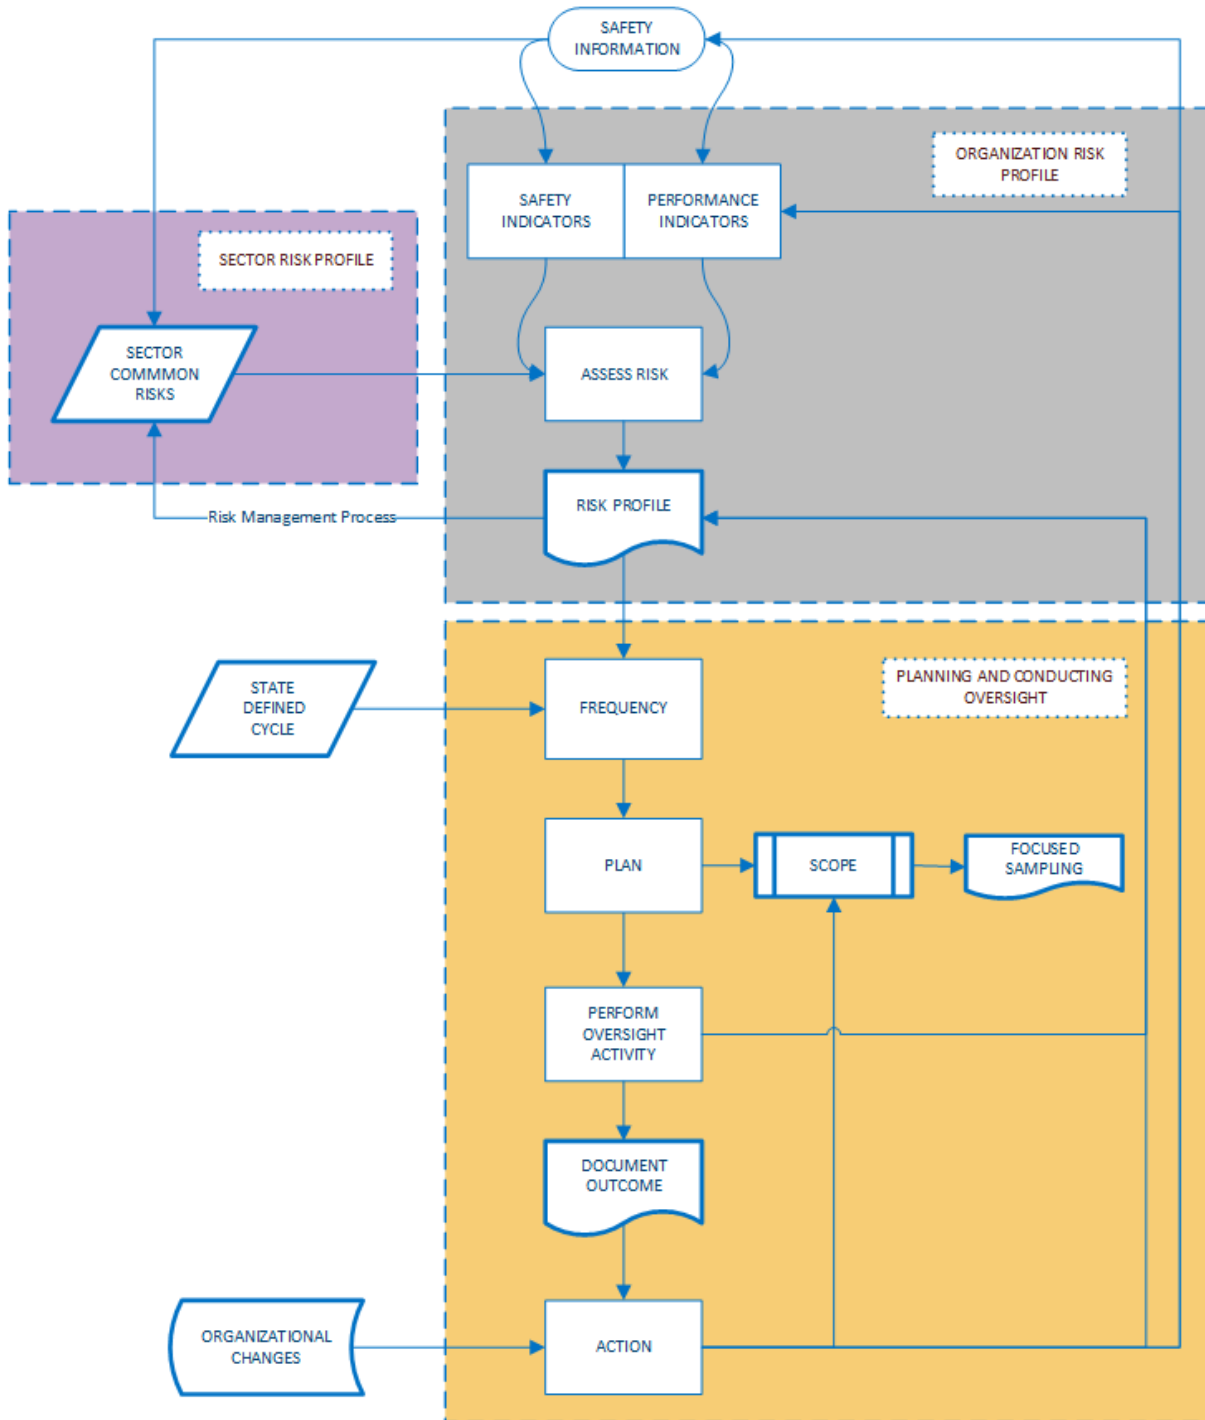 SAFETY
INFORMATION
ORGANIZATION RISK
PROFILE
SAFETY
INDICATORS
PERFORMANCE
INDICATORS
SECTOR RISK PROFILE
SECTOR
COMMMON
RISKS
ASSESS RISK
RISK PROFILE
Risk Management Process
PLANNING AND CONDUCTING
OVERSIGHT
STATE
DEFINED
CYCLE
FREQUENCY
PLAN
SCOPE
FOCUSED
SAMPLING
PERFORM
OVERSIGHT
ACTIVITY
DOCUMENT
OUTCOME
ORGANIZATIONAL
CHANGES
ACTION